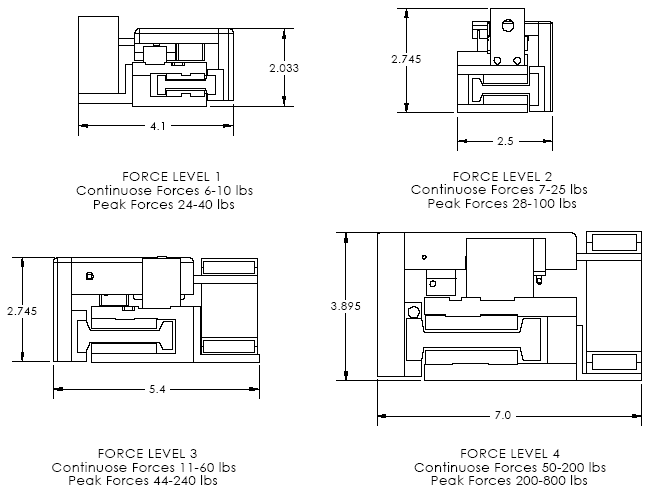 2.033
4.1
FORCE LEVEL 1
Continuose Forces 6-10 lbs
Peak Forces 24-40 lbs
2.745
2.5
FORCE LEVEL 2
Continuose Forces 7-25 lbs
Peak Forces 28-100 lbs
2.745
5.4
FORCE LEVEL 3
Continuose Forces 11-60 lbs
Peak Forces 44-240 lbs
3.895
7.0
FORCE LEVEL 4
Continuose Forces 50-200 lbs
Peak Forces 200-800 lbs